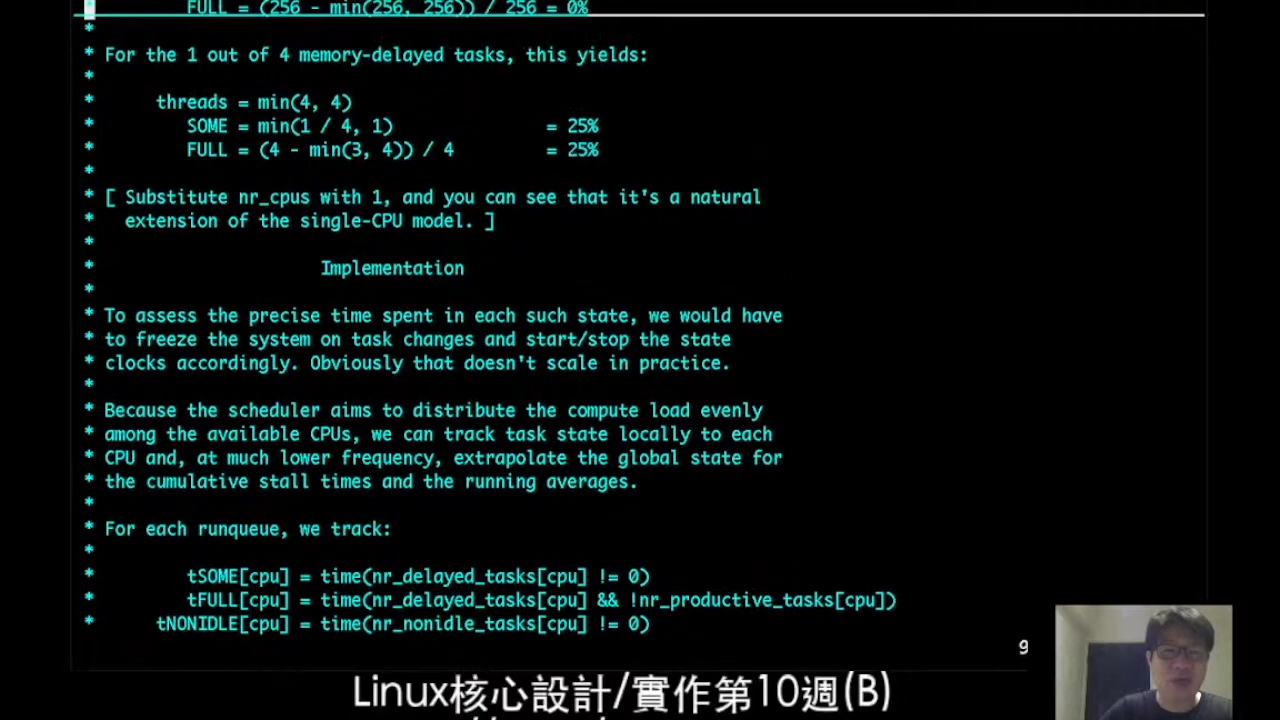 * FULL = (256 - min(256, 256)) / 256 = 0%
*
* For the 1 out of 4 memory-delayed tasks, this yields:
*
* threads = min(4, 4)
* SOME = min(1 / 4, 1) = 25%
* FULL = (4 - min(3, 4)) / 4 = 25%
*
* [ Substitute nr_cpus with 1, and you can see that it's a natural
* extension of the single-CPU model. ]
*
* Implementation
*
* To assess the precise time spent in each such state, we would have
* to freeze the system on task changes and start/stop the state
* clocks accordingly. Obviously that doesn't scale in practice.
*
* Because the scheduler aims to distribute the compute load evenly
* among the available CPUs, we can track task state locally to each
* CPU and, at much lower frequency, extrapolate the global state for
* the cumulative stall times and the running averages.
*
* For each runqueue, we track:
*
* tSOME[cpu] = time(nr_delayed_tasks[cpu] != 0)
* tFULL[cpu] = time(nr_delayed_tasks[cpu] && !nr_productive_tasks[cpu])
* tNONIDLE[cpu] = time(nr_nonidle_tasks[cpu] != 0)
9
Linux核心設計/實作第10週(B)